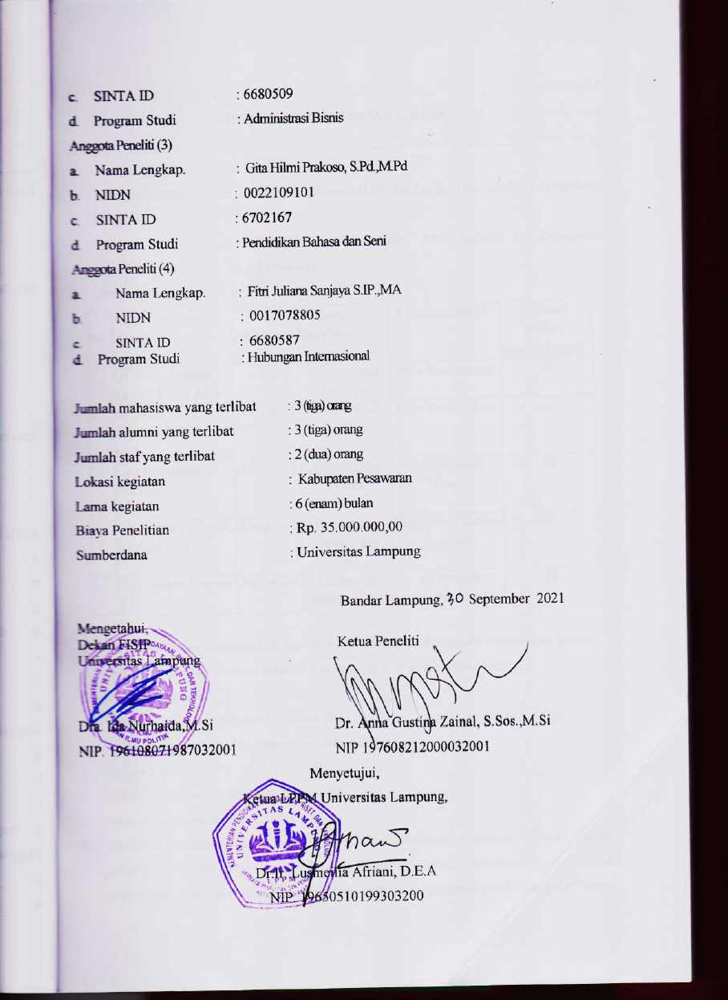 c. SINTA ID : 6680509
d. Program Studi : Administrasi Bisnis
Anggota Peneliti (3)
a. Nama Lengkap. : Gita Hilmi Prakoso, S.Pd.,M.Pd
b. NIDN : 0022109101
c. SINTA ID : 6702167
d. Program Studi : Pendidikan Bahasa dan Seni
Anggota Peneliti (4)
a. Nama Lengkap. : Fitri Juliana Sanjaya S.IP.,MA
b. NIDN : 0017078805
c. SINTA ID : 6680587
d. Program Studi : Hubungan Internasional
Jumlah mahasiswa yang terlibat : 3 (tiga) orang
Jumlah alumni yang terlibat : 3 (tiga) orang
Jumlah staf yang terlibat : 2 (dua) orang
Lokasi kegiatan : Kabupaten Pesawaran
Lama kegiatan : 6 (enam) bulan
Biaya Penelitian : Rp. 35.000.000,00
Sumberdana : Universitas Lampung
Bandar Lampung, 30 September 2021
Mengetahui,
Dekan FISIP
Universitas Lampung
Dra. Ida Nurhaida,M.Si
NIP. 196108071987032001
Ketua Peneliti
Dr. Anna Gustina Zainal, S.Sos.,M.Si
NIP 197608212000032001
Menyetujui,
Ketua LPPM Universitas Lampung,
UNIVERSITAS LAMPUNG
LPPM
Dr.Ir. Lusmeilia Afriani, D.E.A
NIP. 19650510199303200